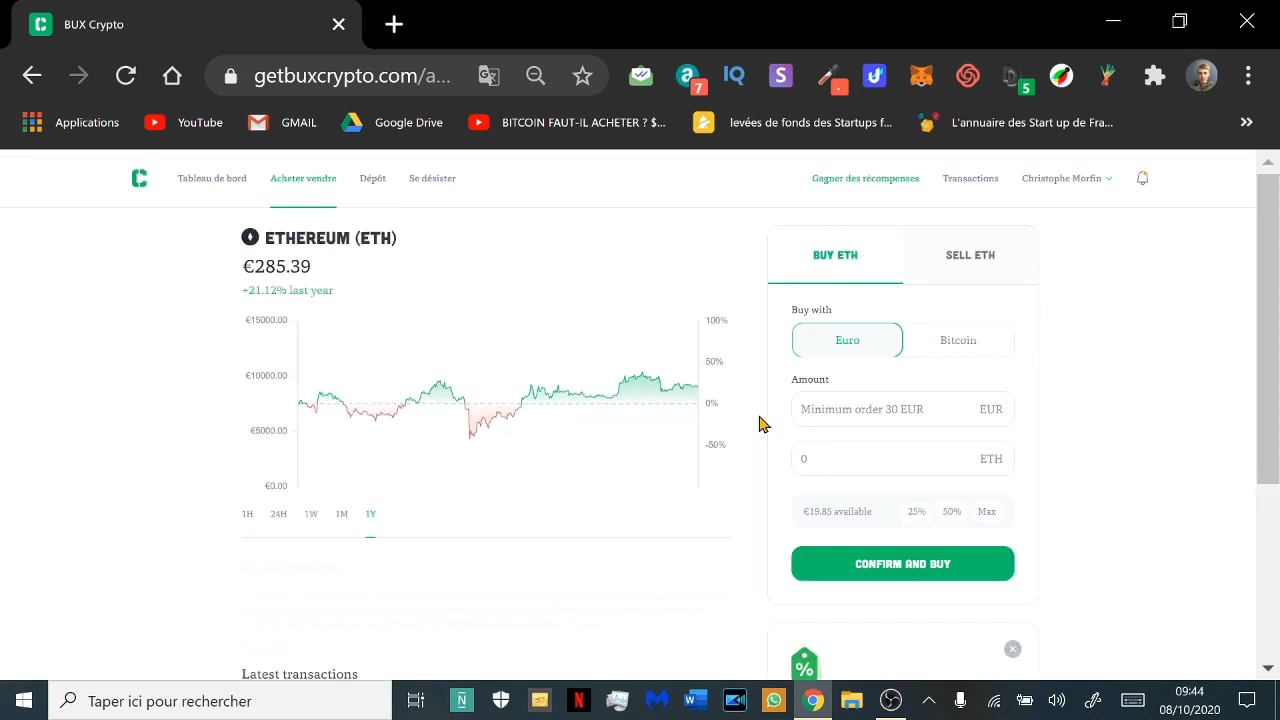 BUX Crypto
getbuxcrypto.com/a...
7
IQ
S
5
Applications
YouTube
GMAIL
Google Drive
BITCOIN FAUT-IL ACHETER ? $...
levées de fonds des Startups f...
L'annuaire des Start up de Fra...
Tableau de bord
Acheter vendre
Dépôt
Se désister
Gagner des récompenses
Transactions
Christophe Morfin
ETHEREUM (ETH)
€285.39
+21.12% last year
€15000.00
€10000.00
€5000.00
€0.00
100%
50%
0%
-50%
1H 24H 1W 1M 1Y
Latest transactions
BUY ETH
SELL ETH
Buy with
Euro
Bitcoin
Amount
Minimum order 30 EUR EUR
0 ETH
€19.85 available 25% 50% Max
CONFIRM AND BUY
%
Taper ici pour rechercher
09:44
08/10/2020